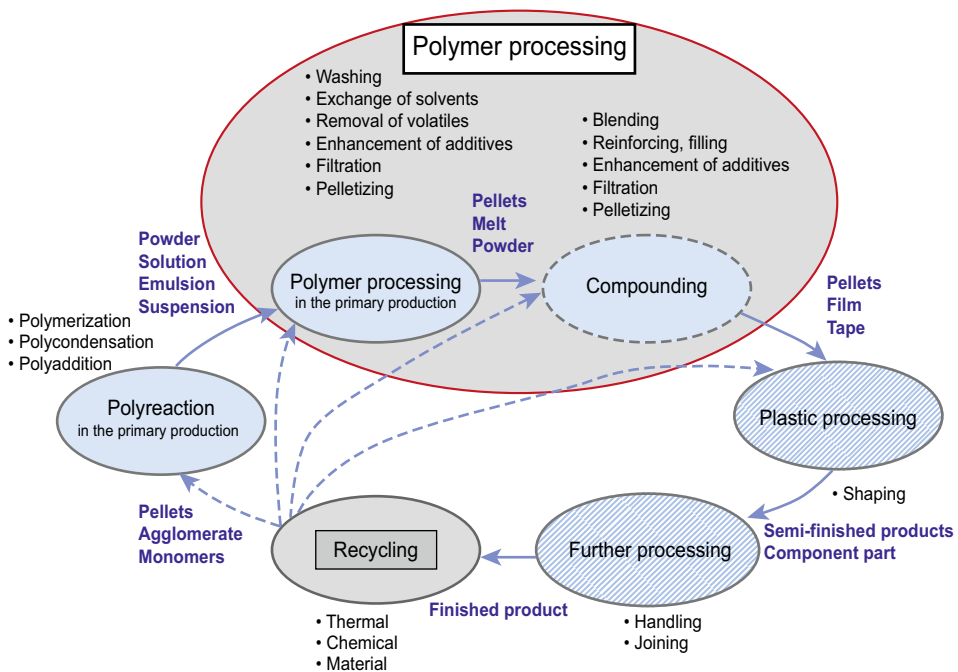 Polymer processing
• Washing
• Exchange of solvents
• Removal of volatiles
• Enhancement of additives
• Filtration
• Pelletizing
• Blending
• Reinforcing, filling
• Enhancement of additives
• Filtration
• Pelletizing
Pellets
Melt
Powder
Powder
Solution
Emulsion
Suspension
Polymer processing
in the primary production
Compounding
Pellets
Film
Tape
• Polymerization
• Polycondensation
• Polyaddition
Polyreaction
in the primary production
Plastic processing
• Shaping
Pellets
Agglomerate
Monomers
Recycling
Further processing
Semi-finished products
Component part
Finished product
• Thermal
• Chemical
• Material
• Handling
• Joining